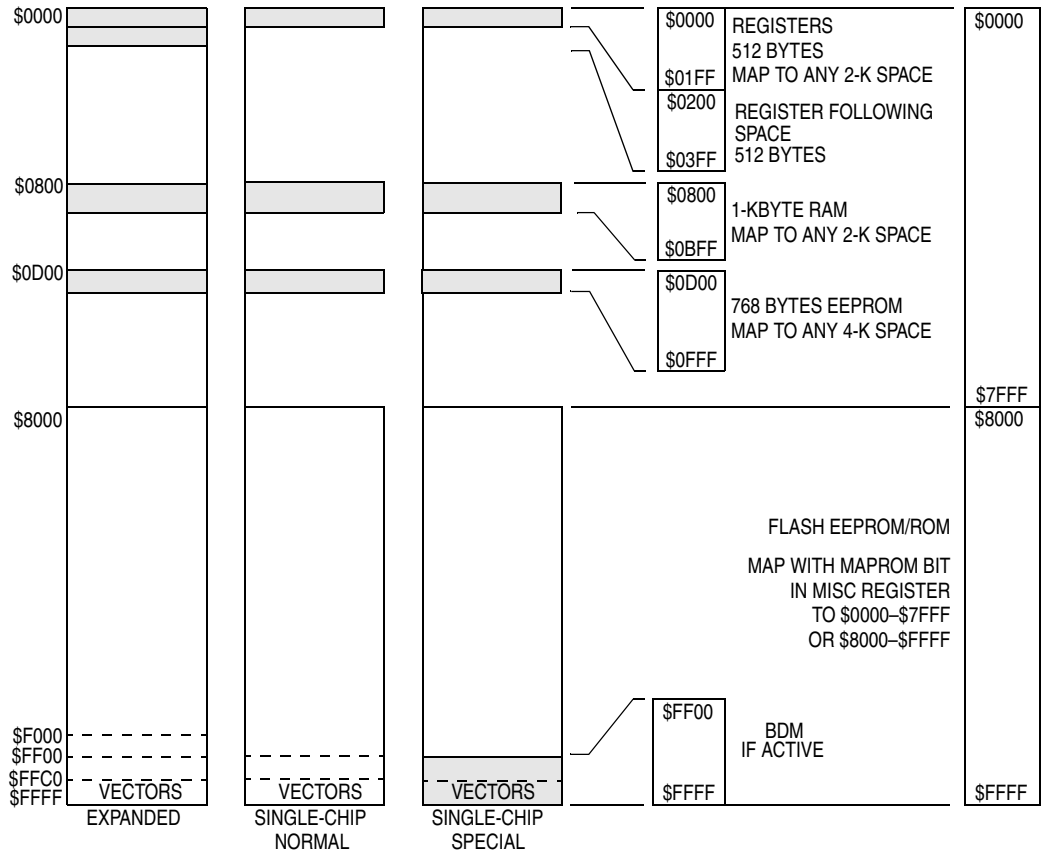 $0000
$0800
$0D00
$8000
$F000
$FF00
$FFC0
$FFFF
VECTORS
EXPANDED
VECTORS
SINGLE-CHIP
NORMAL
VECTORS
SINGLE-CHIP
SPECIAL
$0000
$01FF
REGISTERS
512 BYTES
MAP TO ANY 2-K SPACE
$0200
$03FF
REGISTER FOLLOWING
SPACE
512 BYTES
$0800
$0BFF
1-KBYTE RAM
MAP TO ANY 2-K SPACE
$0D00
$0FFF
768 BYTES EEPROM
MAP TO ANY 4-K SPACE
FLASH EEPROM/ROM
MAP WITH MAPROM BIT
IN MISC REGISTER
TO $0000–$7FFF
OR $8000–$FFFF
$FF00
$FFFF
BDM
IF ACTIVE
$0000
$7FFF
$8000
$FFFF